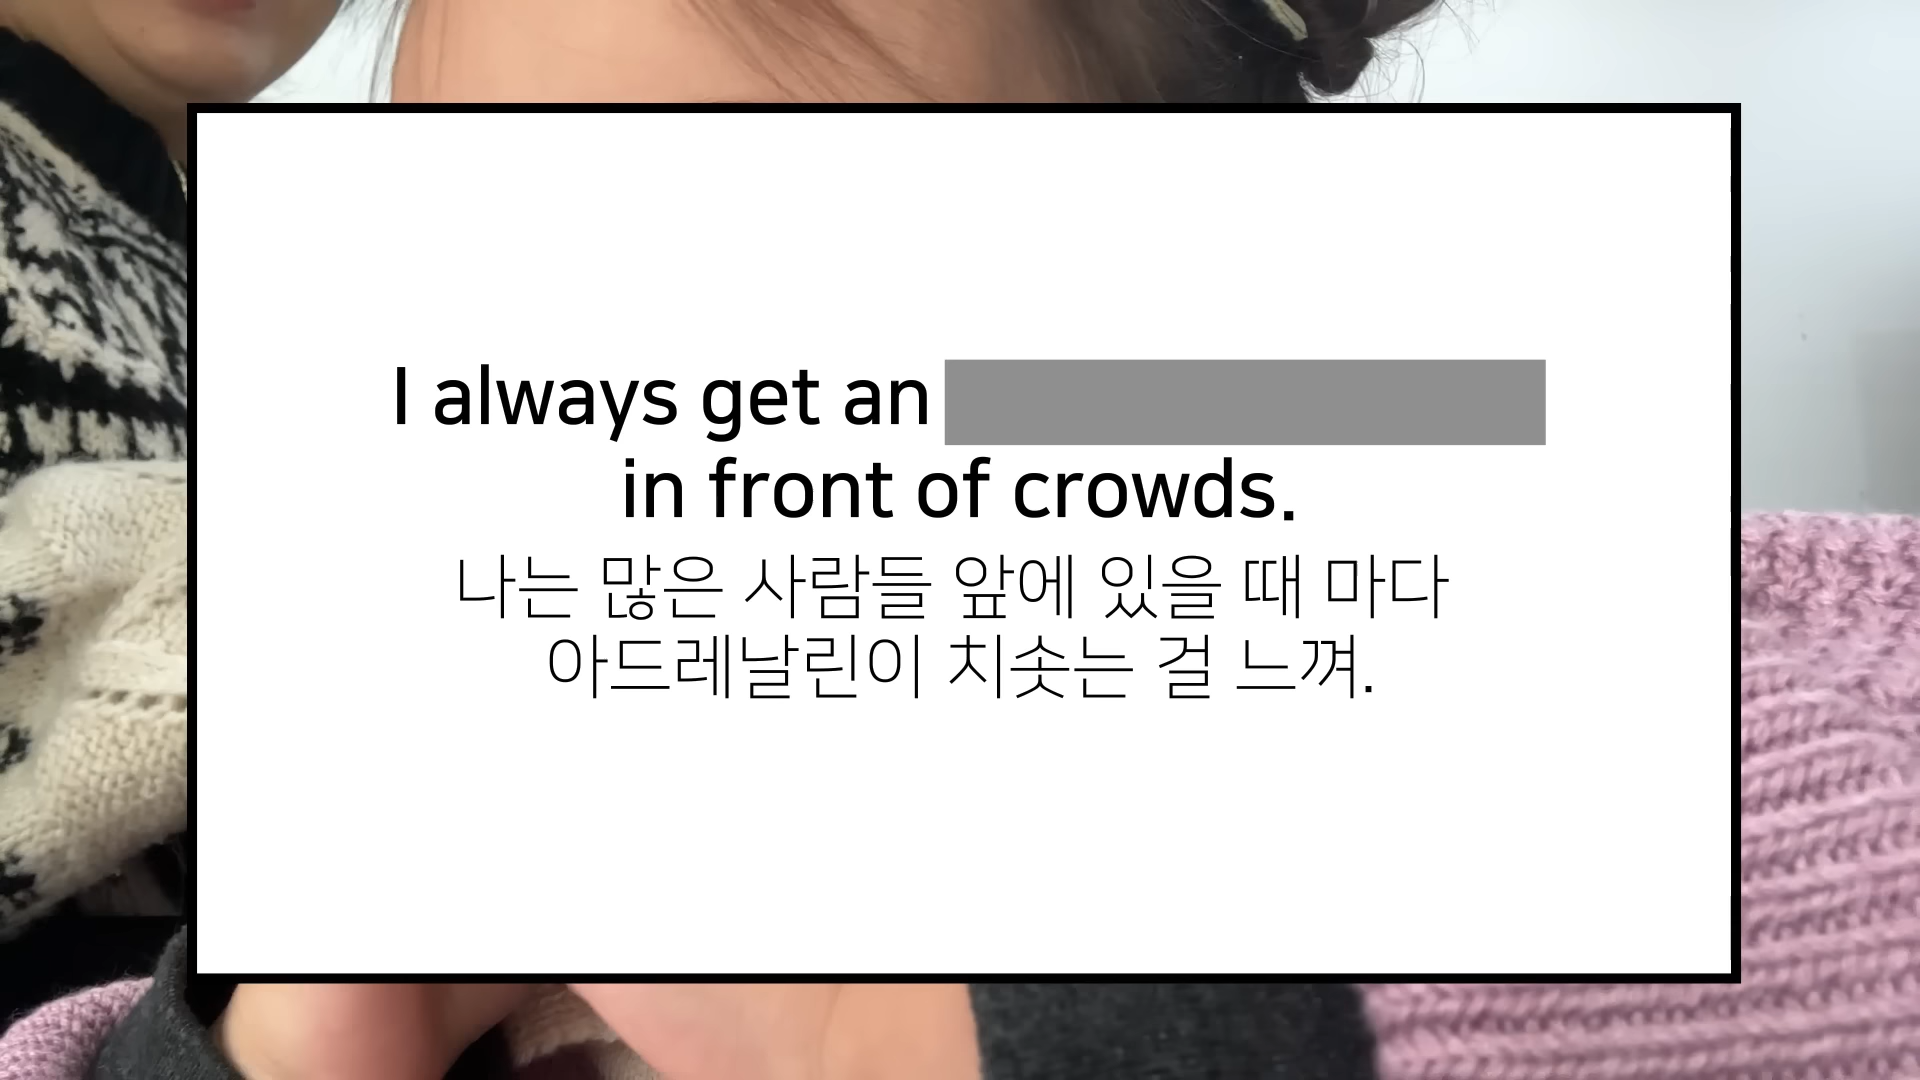 I always get an
in front of crowds.
나는 많은 사람들 앞에 있을 때 마다
아드레날린이 치솟는 걸 느껴.